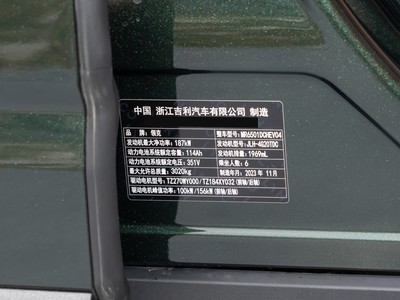 中国 浙江吉利汽车有限公司 制造
品牌：领克 整车型号：MR6501DCHEV04
发动机最大净功率：187kW 发动机型号：JLH-4G20TDC
动力电池系统额定容量：114Ah 发动机排量：1969mL
动力电池系统额定电压：351V 乘坐人数：6
最大允许总质量：3020kg 制造年月：2023 年 11月
驱动电机型号：TZ270WY000/TZ184XY032 (前轴/后轴)
驱动电机峰值功率：100kW/156kW (前轴/后轴)